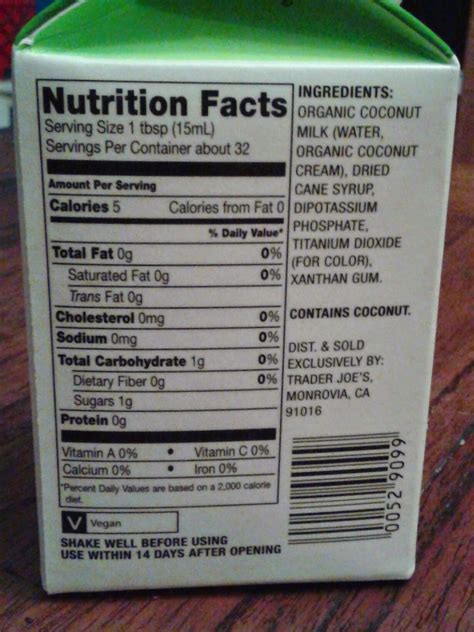 Nutrition Facts
Serving Size 1 tbsp (15mL)
Servings Per Container about 32
Amount Per Serving
Calories 5 Calories from Fat 0
% Daily Value*
Total Fat 0g 0%
Saturated Fat 0g 0%
Trans Fat 0g
Cholesterol 0mg 0%
Sodium 0mg 0%
Total Carbohydrate 1g 0%
Dietary Fiber 0g 0%
Sugars 1g
Protein 0g
Vitamin A 0% • Vitamin C 0%
Calcium 0% • Iron 0%
*Percent Daily Values are based on a 2,000 calorie
diet.
V Vegan
SHAKE WELL BEFORE USING
USE WITHIN 14 DAYS AFTER OPENING
INGREDIENTS:
ORGANIC COCONUT
MILK (WATER,
ORGANIC COCONUT
CREAM), DRIED
CANE SYRUP,
DIPOTASSIUM
PHOSPHATE,
TITANIUM DIOXIDE
(FOR COLOR),
XANTHAN GUM.
CONTAINS COCONUT.
DIST. & SOLD
EXCLUSIVELY BY:
TRADER JOE'S,
MONROVIA, CA
91016
0052 9099